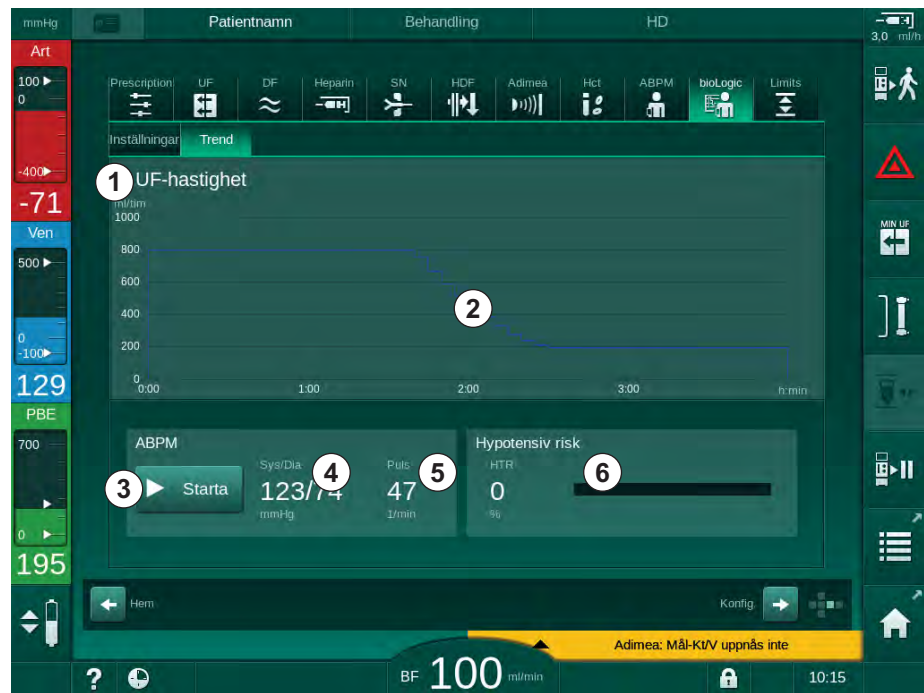 mmHg Patientnamn Behandling HD 3,0 ml/h
Art
100
0
-400
-71
Ven
500
0
-100
129
PBE
700
0
195
Prescription UF DF Heparin SN HDF Adimea Hct ABPM bioLogic Limits
Inställningar Trend
1 UF-hastighet
ml/tim
1000
800
600
400
200
0
0:00 1:00 2:00 3:00 h:min
2
ABPM
3 Starta
Sys/Dia 4
123/74
mmHg
Puls 5
47
1/min
Hypotensiv risk
HTR 6
0
%
MIN UF
Hem Konfig.
Adimea: Mål-Kt/V uppnås inte
? BF 100 ml/min 10:15